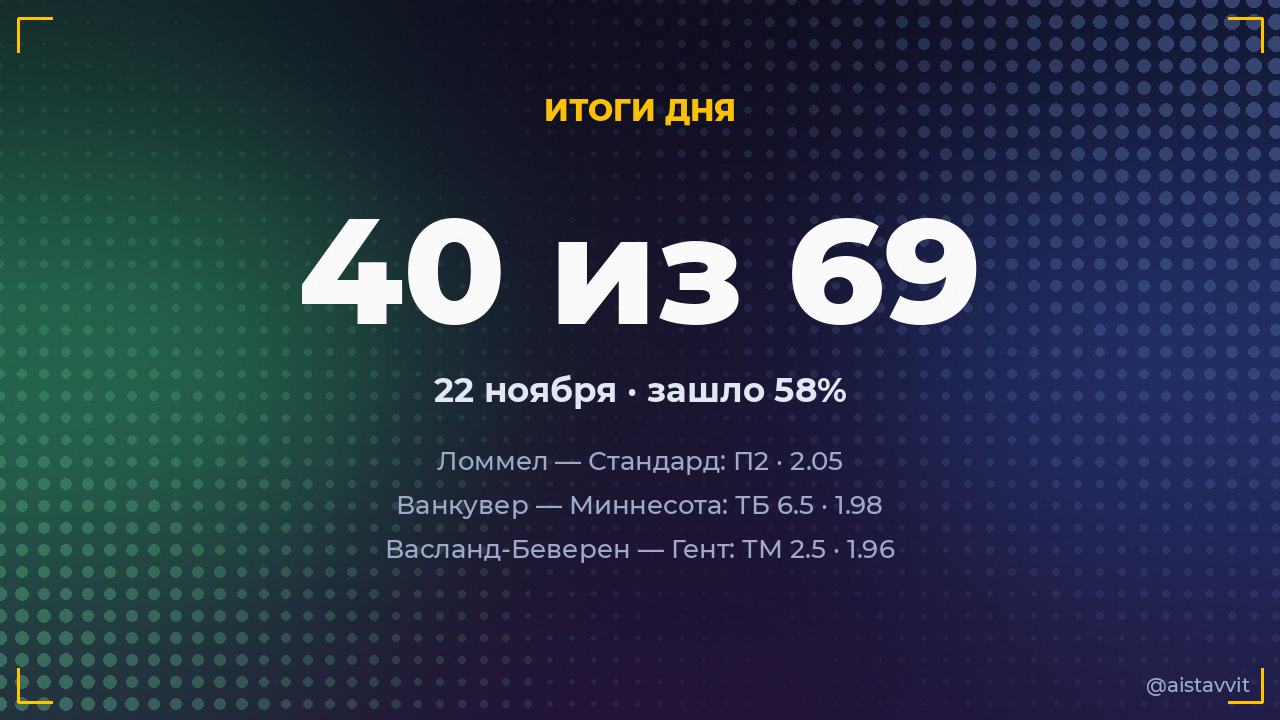 ИТОГИ ДНЯ
40 из 69
22 ноября · зашло 58%
Ломмел — Стандард: П2 · 2.05
Ванкувер — Миннесота: ТБ 6.5 · 1.98
Васланд-Беверен — Гент: ТМ 2.5 · 1.96
@aistavvit